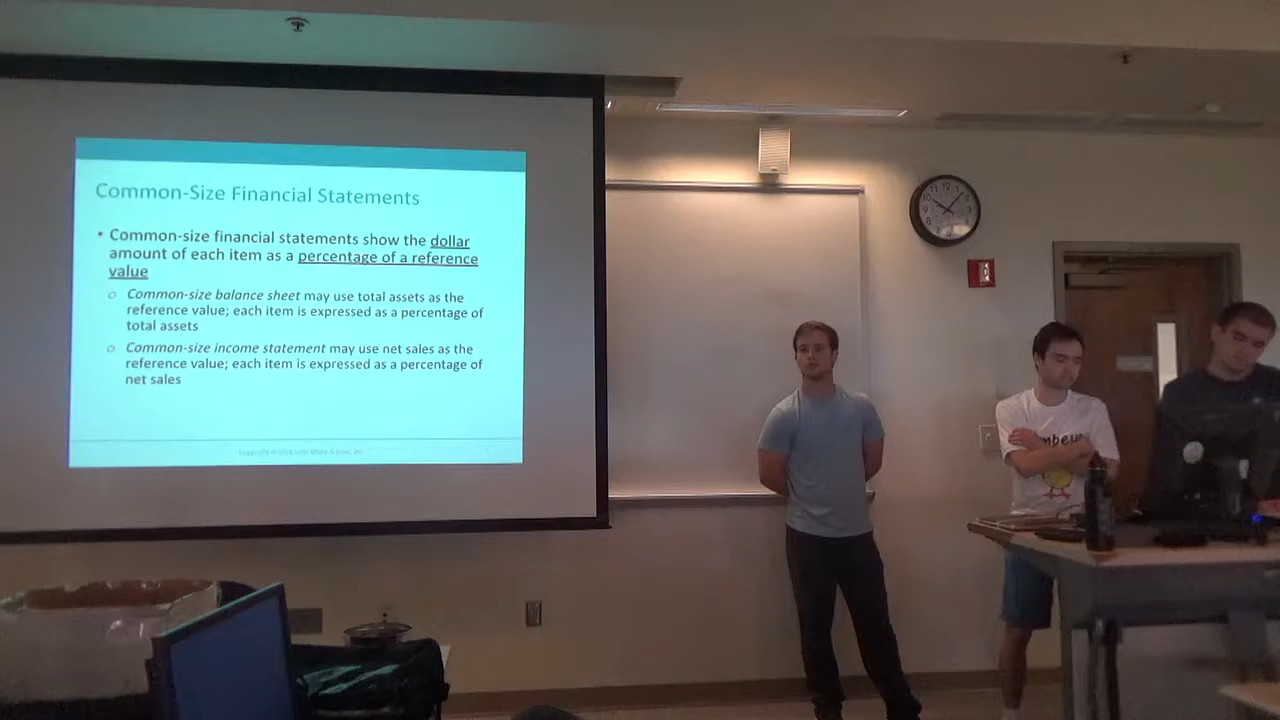 Common-Size Financial Statements
• Common-size financial statements show the dollar
amount of each item as a percentage of a reference
value
o Common-size balance sheet may use total assets as the
reference value; each item is expressed as a percentage of
total assets
o Common-size income statement may use net sales as the
reference value; each item is expressed as a percentage of
net sales